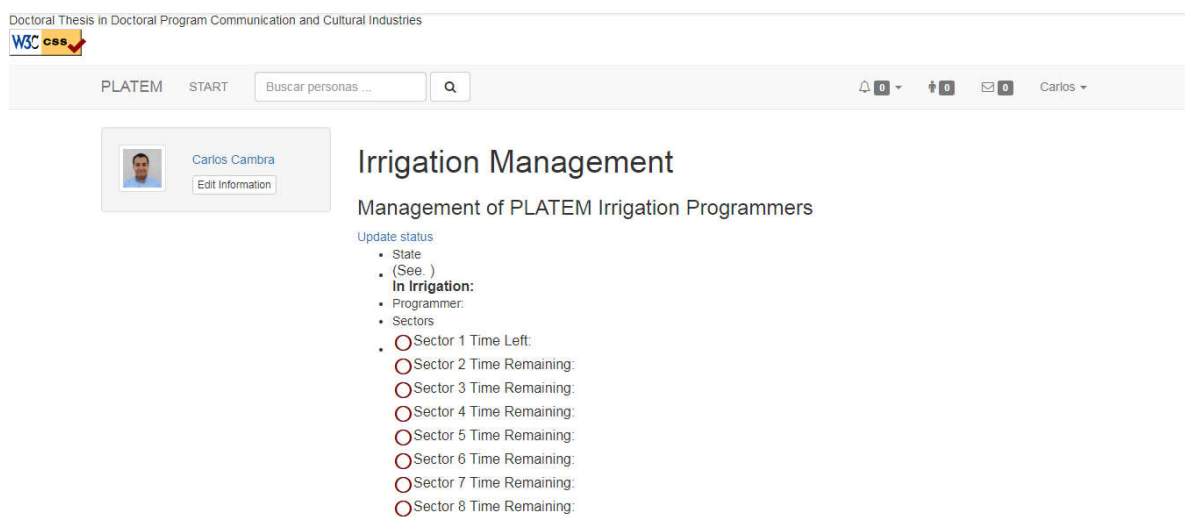 Doctoral Thesis in Doctoral Program Communication and Cultural Industries
W3C css
PLATEM START Buscar personas ... 0 0 0 Carlos
Carlos Cambra
Edit Information
Irrigation Management
Management of PLATEM Irrigation Programmers
Update status
State
(See. )
In Irrigation:
Programmer:
Sectors
Sector 1 Time Left:
Sector 2 Time Remaining:
Sector 3 Time Remaining:
Sector 4 Time Remaining:
Sector 5 Time Remaining:
Sector 6 Time Remaining:
Sector 7 Time Remaining:
Sector 8 Time Remaining: